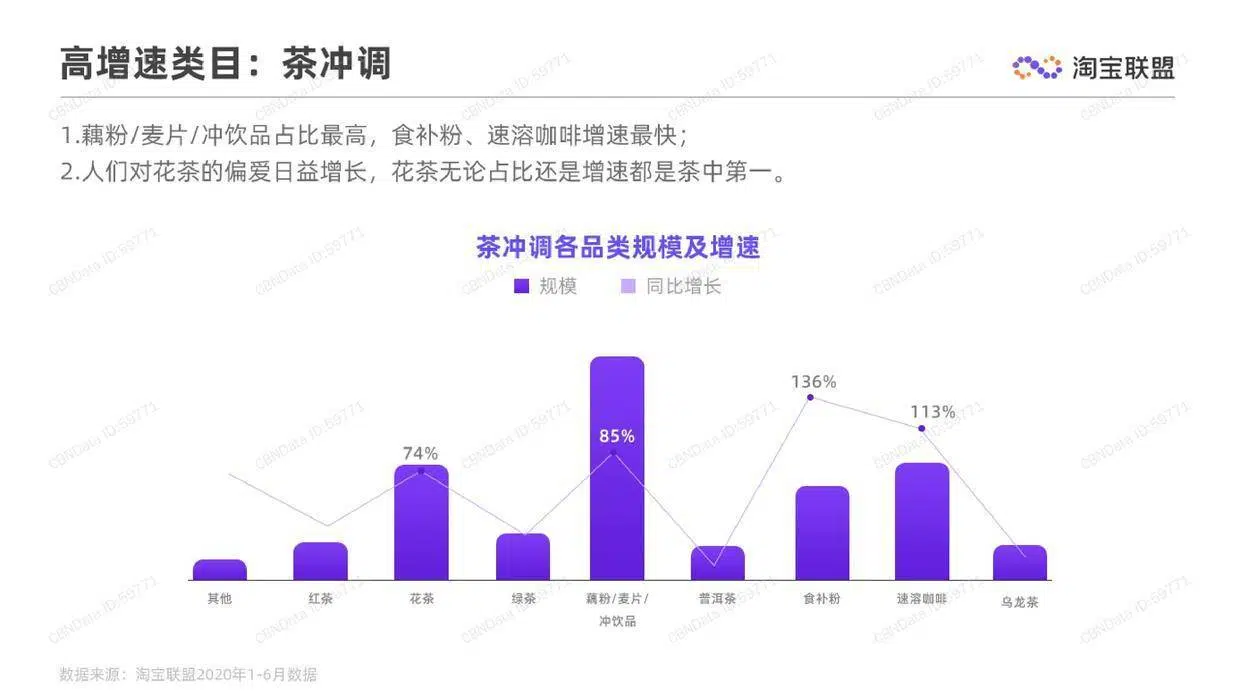 高增速类目：茶冲调
淘宝联盟
1.藕粉/麦片/冲饮品占比最高，食补粉、速溶咖啡增速最快；
2.人们对花茶的偏爱日益增长，花茶无论占比还是增速都是茶中第一。
茶冲调各品类规模及增速
规模 同比增长
136%
113%
85%
74%
其他 红茶 花茶 绿茶 藕粉/麦片/ 普洱茶 食补粉 速溶咖啡 乌龙茶
冲饮品
数据来源：淘宝联盟2020年1-6月数据
CBNData ID:59771